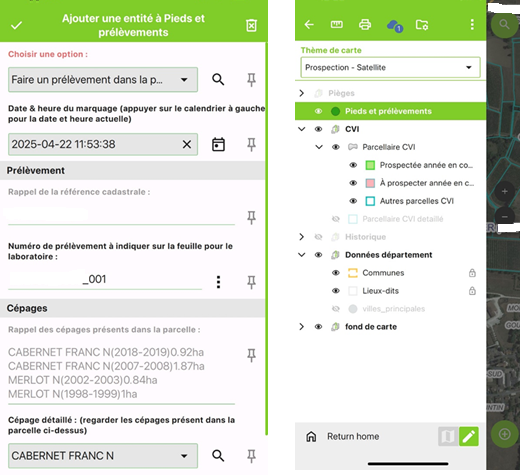 Ajouter une entité à Pieds et
prélèvements
Choisir une option :
Faire un prélèvement dans la p...
Date & heure du marquage (appuyer sur le calendrier à gauche
pour la date et heure actuelle)
2025-04-22 11:53:38
Prélèvement
Rappel de la référence cadastrale :
Numéro de prélèvement à indiquer sur la feuille pour le
laboratoire :
_001
Cépages
Rappel des cépages présents dans la parcelle :
CABERNET FRANC N(2018-2019)0.92ha
CABERNET FRANC N(2007-2008)1.87ha
MERLOT N(2002-2003)0.84ha
MERLOT N(1998-1999)1ha
Cépage détaillé : (regarder les cépages présent dans la
parcelle ci-dessus)
CABERNET FRANC N
1
Thème de carte
Prospection - Satellite
Pièges
Pieds et prélèvements
CVI
Parcellaire CVI
Prospectée année en co...
À prospecter année en c...
Autres parcelles CVI
Parcellaire CVI detaillé
Historique
Données département
Communes
Lieux-dits
villes_principales
fond de carte
Return home